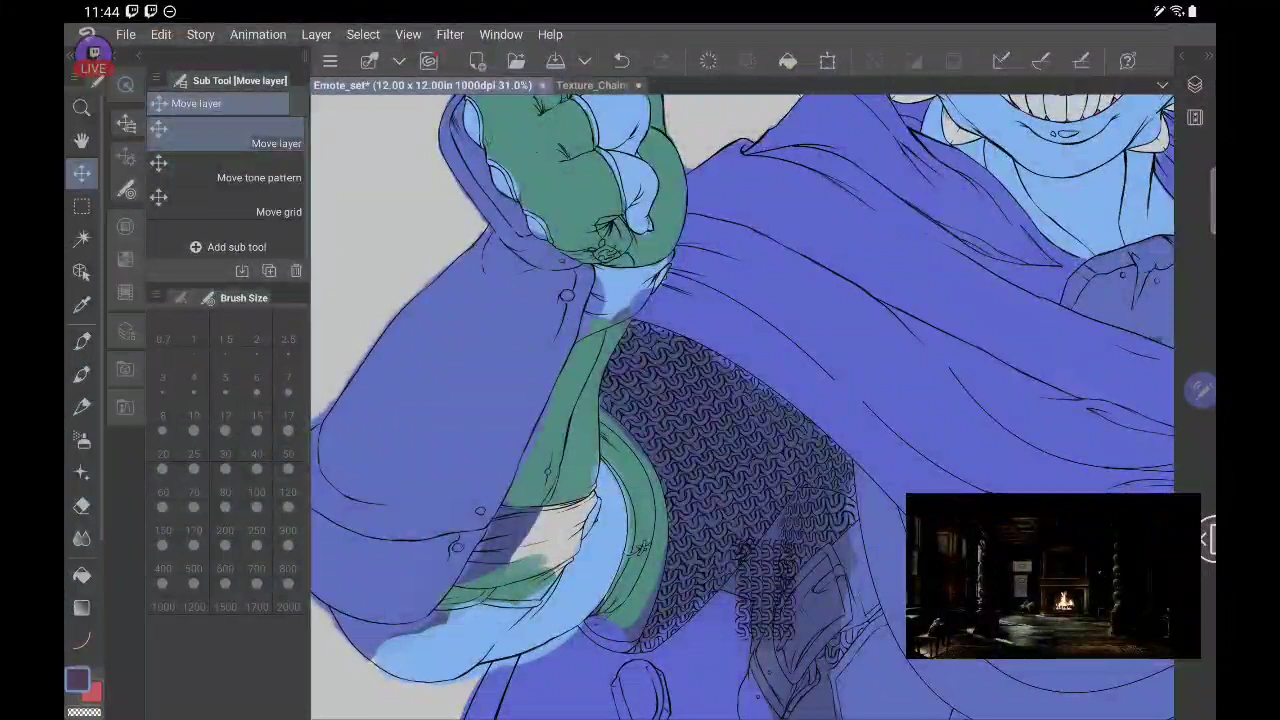 11:44
File Edit Story Animation Layer Select View Filter Window Help
LIVE
Sub Tool [Move layer]
Emote_set* (12.00 x 12.00in 1000dpi 31.0%)
Texture_Chain
Move layer
Move layer
Move tone pattern
Move grid
Add sub tool
Brush Size
0.7 1 1.5 2 2.5
3 4 5 6 7
8 10 12 15 17
20 25 30 40 50
60 70 80 100 120
150 170 200 250 300
400 500 600 700 800
1000 1200 1500 1700 2000